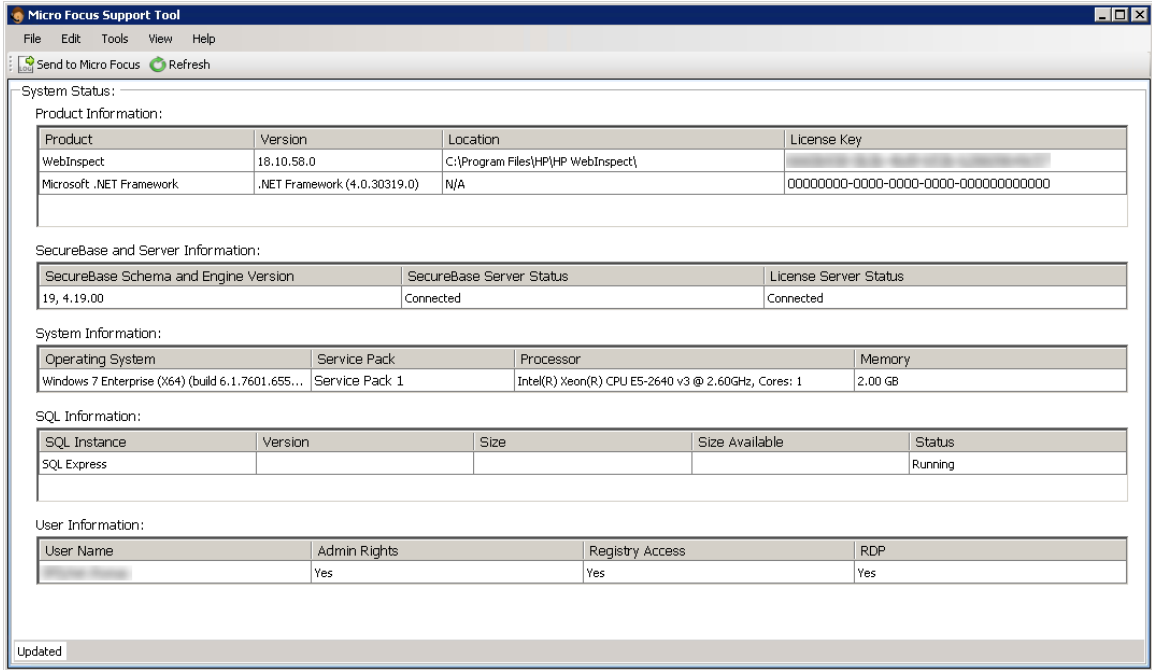 Micro Focus Support Tool
File Edit Tools View Help
Send to Micro Focus Refresh
System Status:
Product Information:
Product Version Location License Key
WebInspect 18.10.58.0 C:\Program Files\HP\HP WebInspect\
Microsoft .NET Framework .NET Framework (4.0.30319.0) N/A 00000000-0000-0000-0000-000000000000
SecureBase and Server Information:
SecureBase Schema and Engine Version SecureBase Server Status License Server Status
19, 4.19.00 Connected Connected
System Information:
Operating System Service Pack Processor Memory
Windows 7 Enterprise (X64) (build 6.1.7601.655... Service Pack 1 Intel(R) Xeon(R) CPU E5-2640 v3 @ 2.60GHz, Cores: 1 2.00 GB
SQL Information:
SQL Instance Version Size Size Available Status
SQL Express Running
User Information:
User Name Admin Rights Registry Access RDP
Yes Yes Yes
Updated